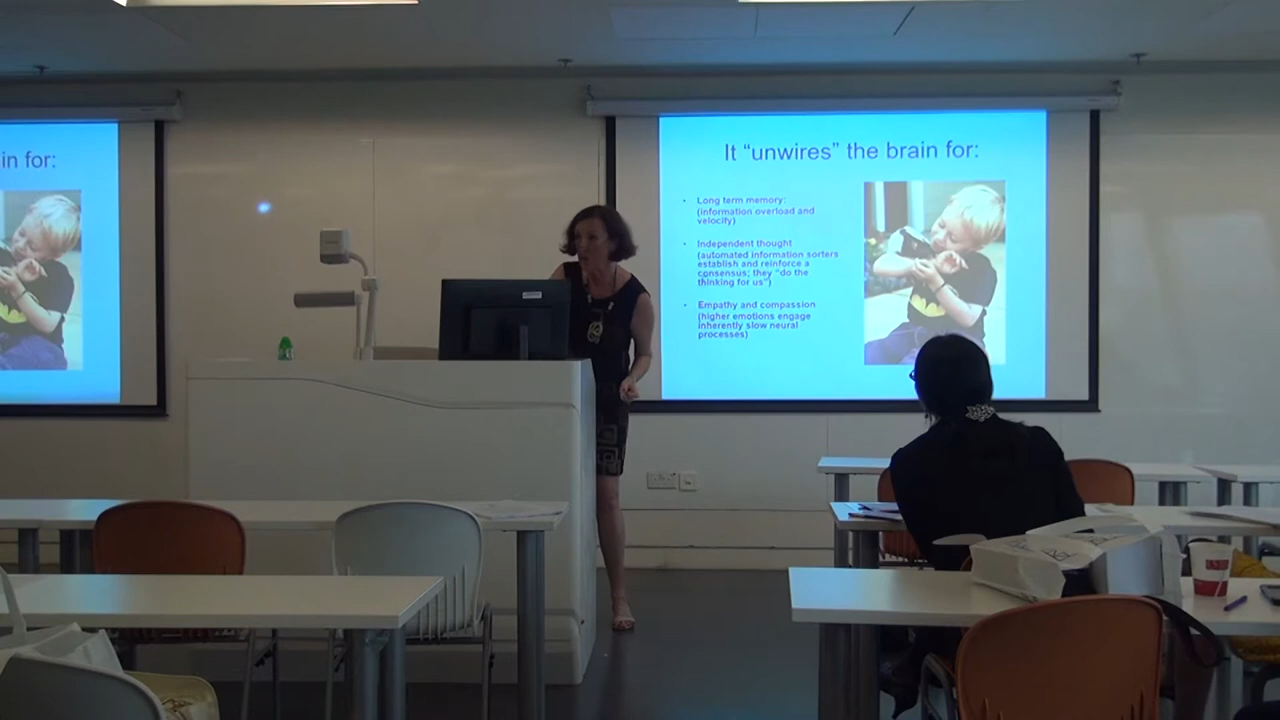 in for:
It “unwires” the brain for:
• Long term memory:
(information overload and
velocity)
• Independent thought
(automated information sorters
establish and reinforce a
consensus; they “do the
thinking for us”)
• Empathy and compassion
(higher emotions engage
inherently slow neural
processes)